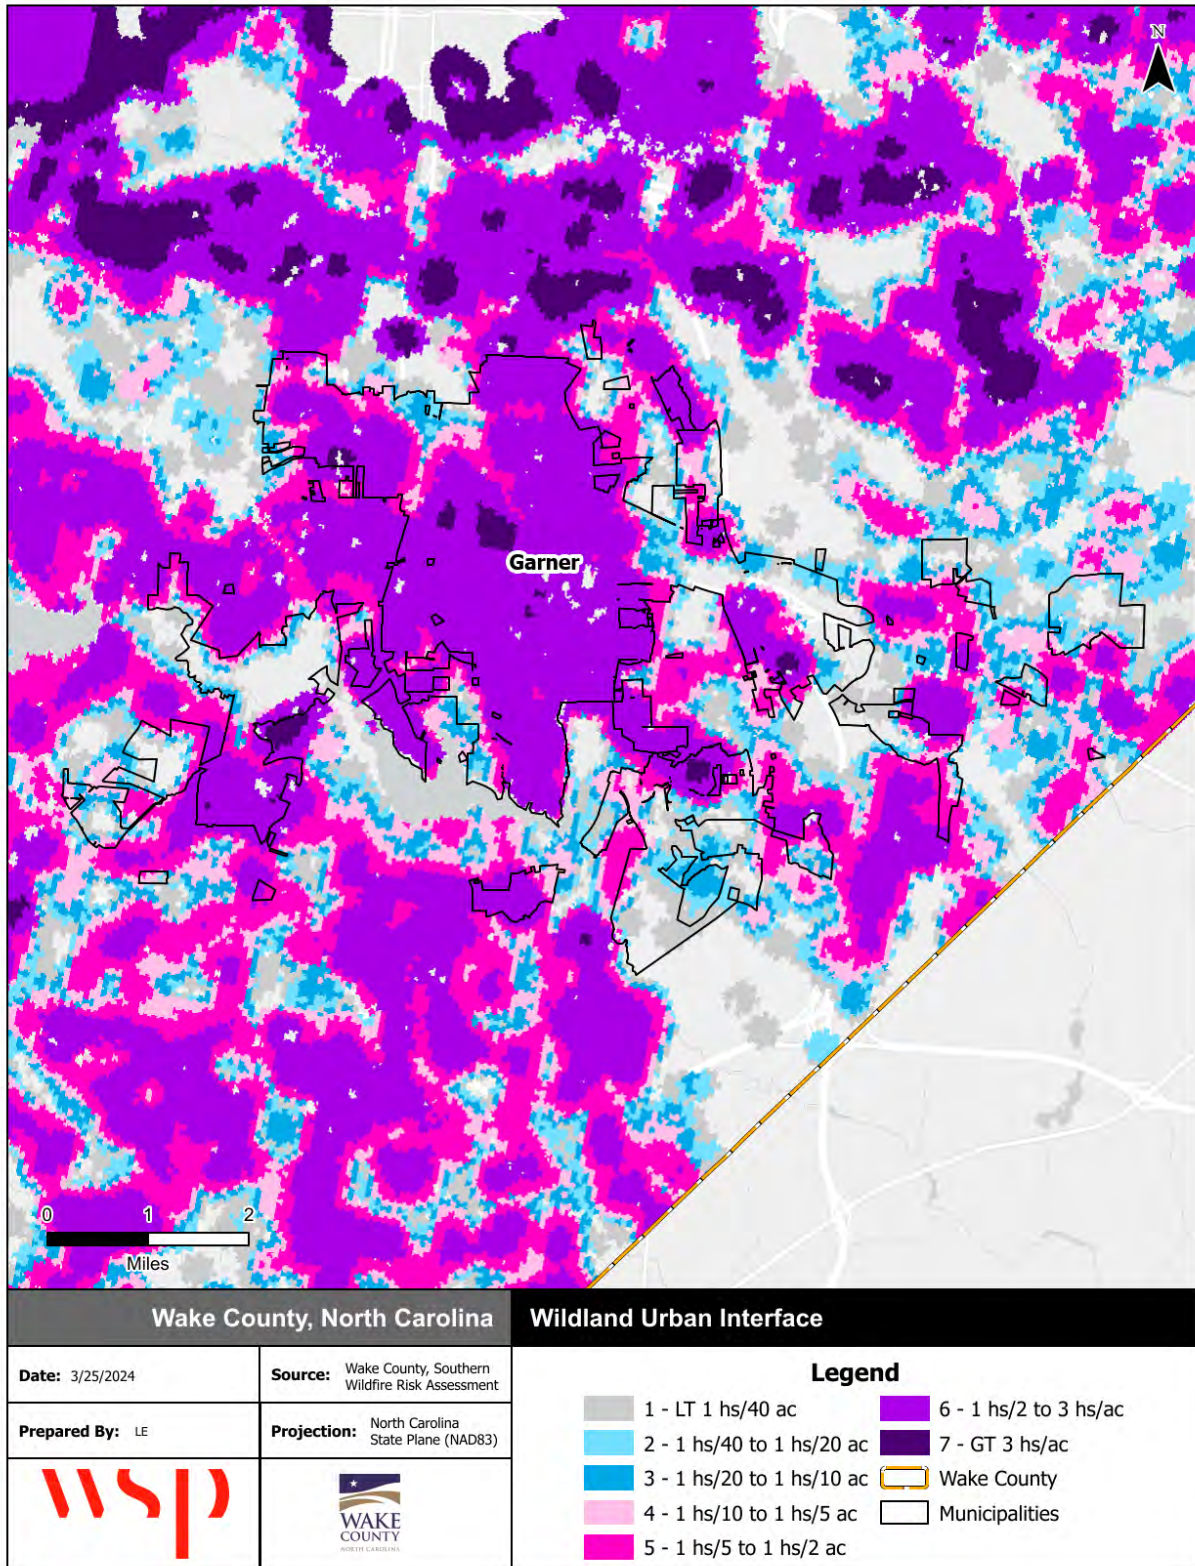 N
Garner
0 1 2
Miles
Wake County, North Carolina
Wildland Urban Interface
Date: 3/25/2024
Source: Wake County, Southern
Wildfire Risk Assessment
Prepared By: LE
Projection: North Carolina
State Plane (NAD83)
wsp
WAKE
COUNTY
NORTH CAROLINA
Legend
1 - LT 1 hs/40 ac
2 - 1 hs/40 to 1 hs/20 ac
3 - 1 hs/20 to 1 hs/10 ac
4 - 1 hs/10 to 1 hs/5 ac
5 - 1 hs/5 to 1 hs/2 ac
6 - 1 hs/2 to 3 hs/ac
7 - GT 3 hs/ac
Wake County
Municipalities